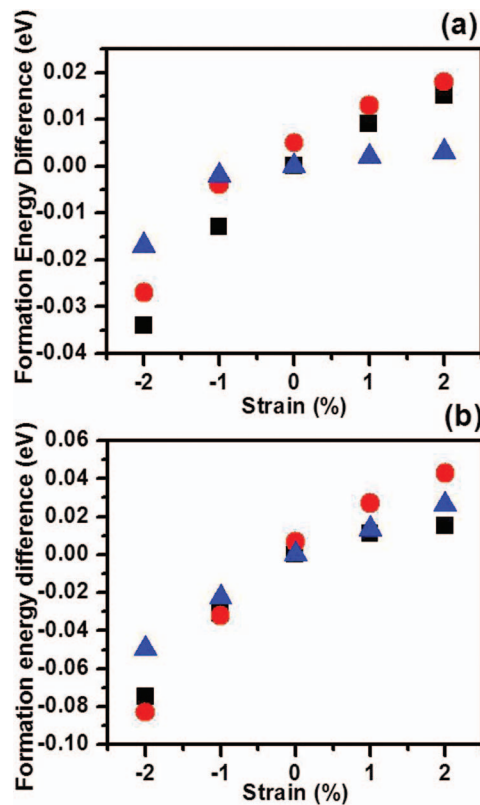 (a)
Formation Energy Difference (eV)
0.02
0.01
0.00
-0.01
-0.02
-0.03
-0.04
-2 -1 0 1 2
Strain (%)
(b)
Formation energy difference (eV)
0.06
0.04
0.02
0.00
-0.02
-0.04
-0.06
-0.08
-0.10
-2 -1 0 1 2
Strain (%)